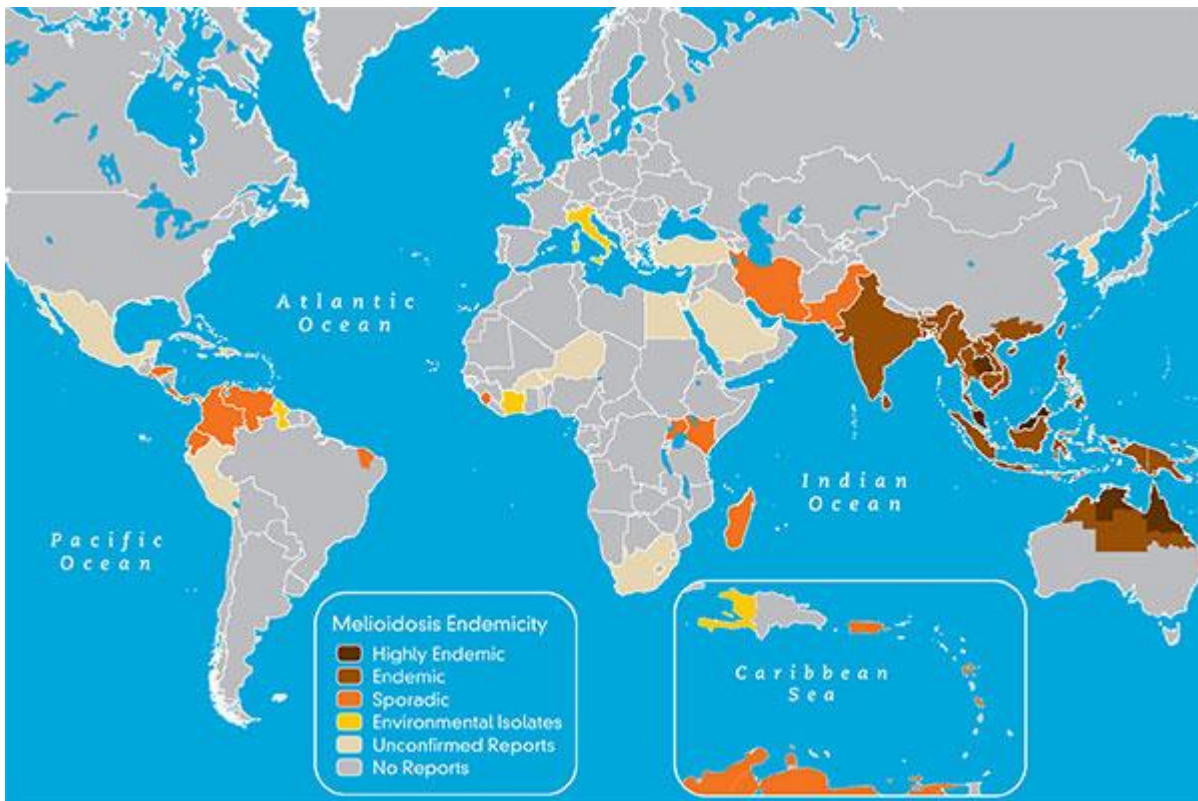 Atlantic
Ocean
Indian
Ocean
Pacific
Ocean
Melioidosis Endemicity
Highly Endemic
Endemic
Sporadic
Environmental Isolates
Unconfirmed Reports
No Reports
Caribbean
Sea